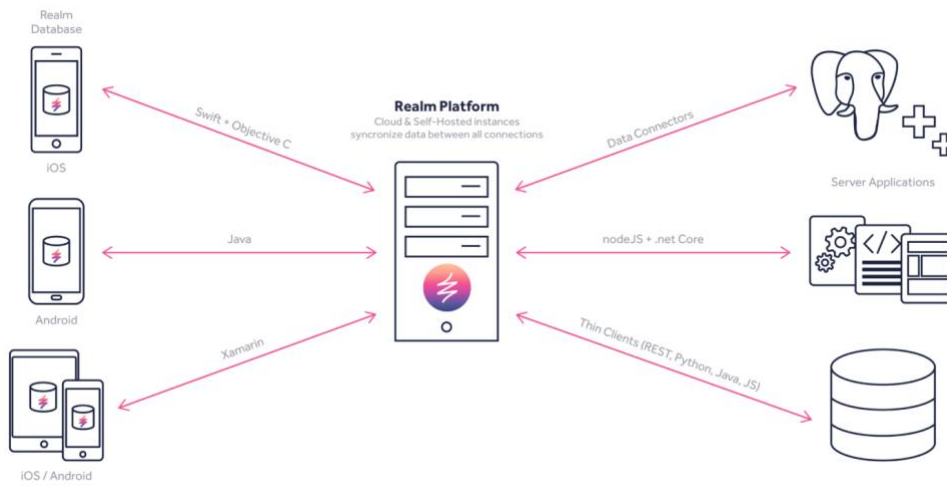 Realm
Database
iOS
Swift + Objective C
Java
Android
Xamarin
iOS / Android
Realm Platform
Cloud & Self-Hosted instances
syncronize data between all connections
Data Connectors
Server Applications
nodeJS + .net Core
Thin Clients (REST, Python, Java, JS)